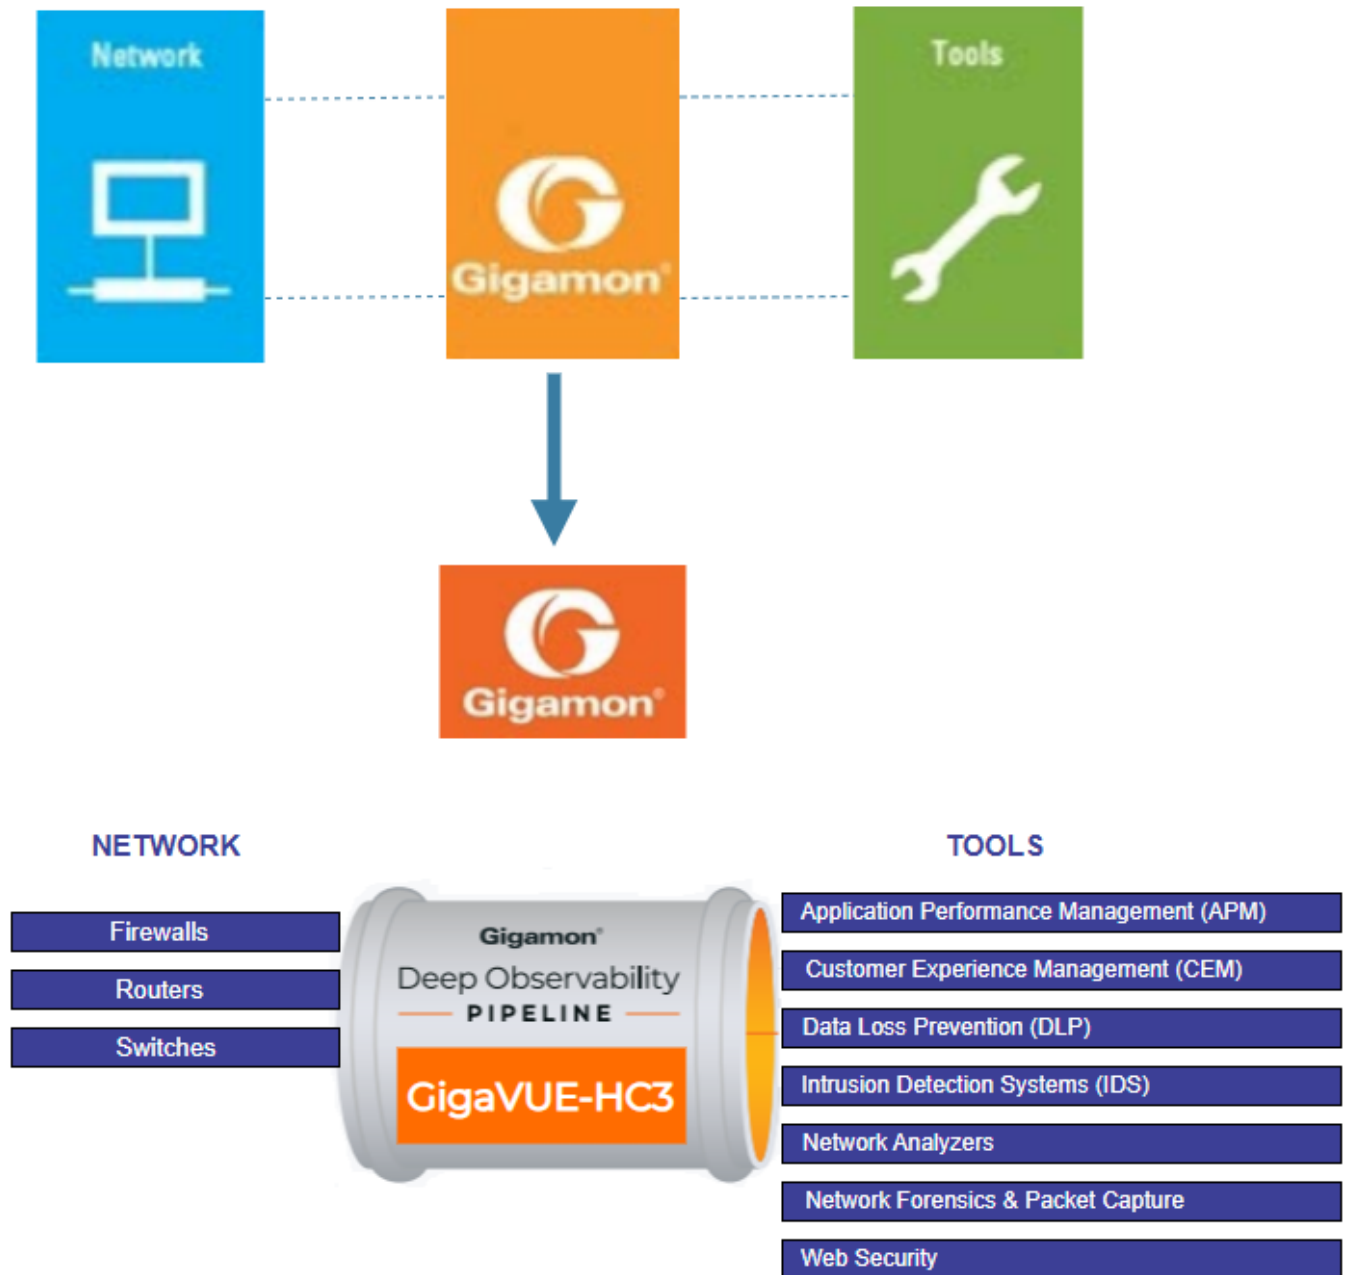 Network
Gigamon®
Tools
Gigamon®
NETWORK
Firewalls
Routers
Switches
Gigamon®
Deep Observability
PIPELINE
GigaVUE-HC3
TOOLS
Application Performance Management (APM)
Customer Experience Management (CEM)
Data Loss Prevention (DLP)
Intrusion Detection Systems (IDS)
Network Analyzers
Network Forensics & Packet Capture
Web Security